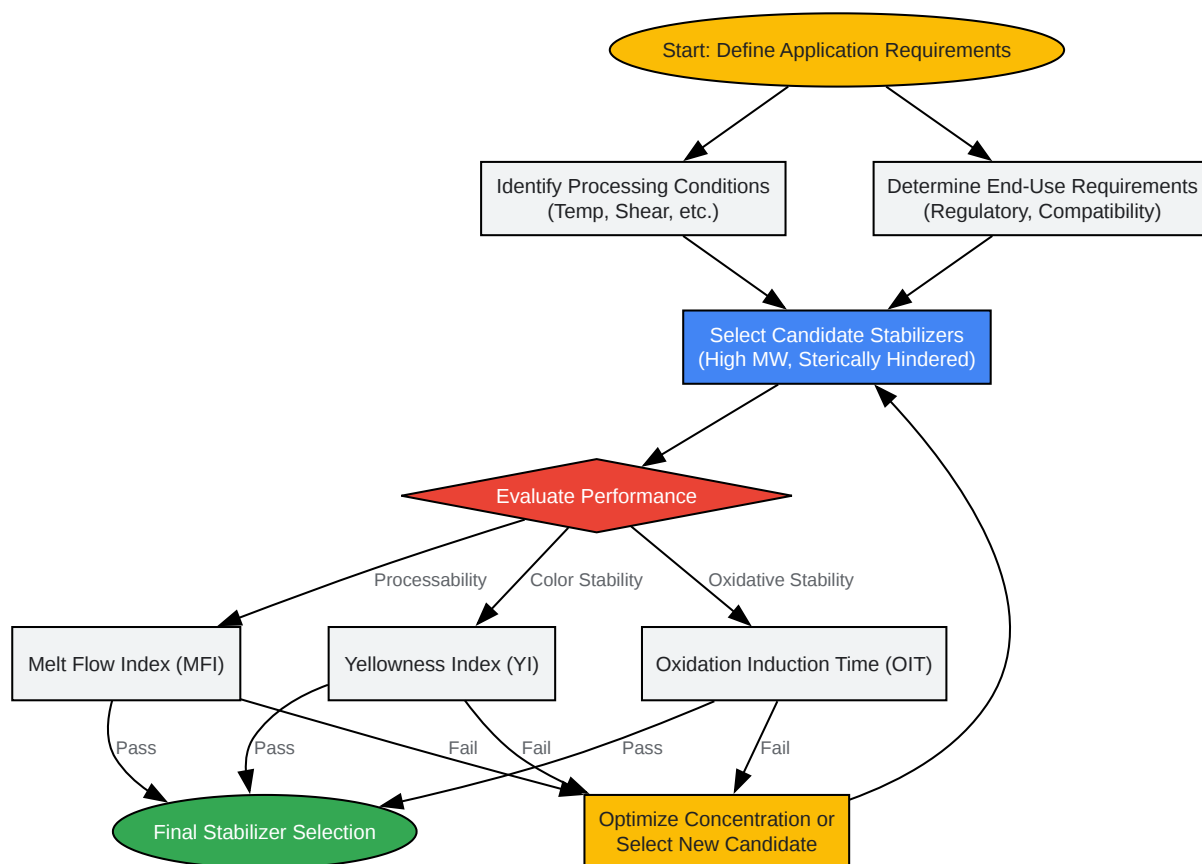 Start: Define Application Requirements
Identify Processing Conditions
(Temp, Shear, etc.)
Determine End-Use Requirements
(Regulatory, Compatibility)
Select Candidate Stabilizers
(High MW, Sterically Hindered)
Evaluate Performance
Processability
Color Stability
Oxidative Stability
Melt Flow Index (MFI)
Yellowness Index (YI)
Oxidation Induction Time (OIT)
Pass
Pass
Fail
Fail
Pass
Fail
Final Stabilizer Selection
Optimize Concentration or
Select New Candidate